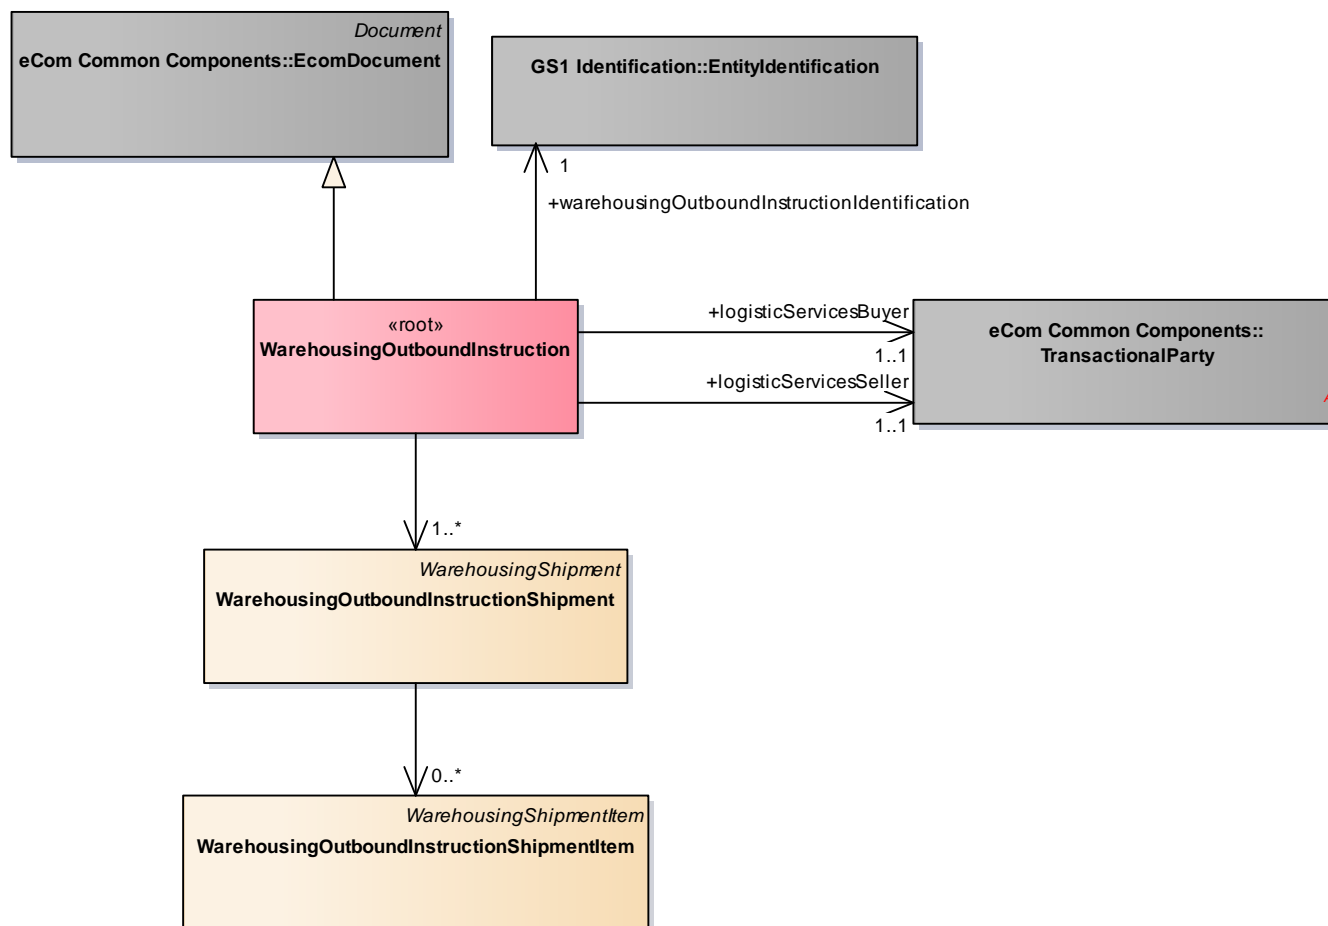 Document
eCom Common Components::EcomDocument
GS1 Identification::EntityIdentification
1
+warehousingOutboundInstructionIdentification
«root»
WarehousingOutboundInstruction
+logisticServicesBuyer
1..1
+logisticServicesSeller
1..1
eCom Common Components::
TransactionalParty
1..*
WarehousingShipment
WarehousingOutboundInstructionShipment
0..*
WarehousingShipmentItem
WarehousingOutboundInstructionShipmentItem